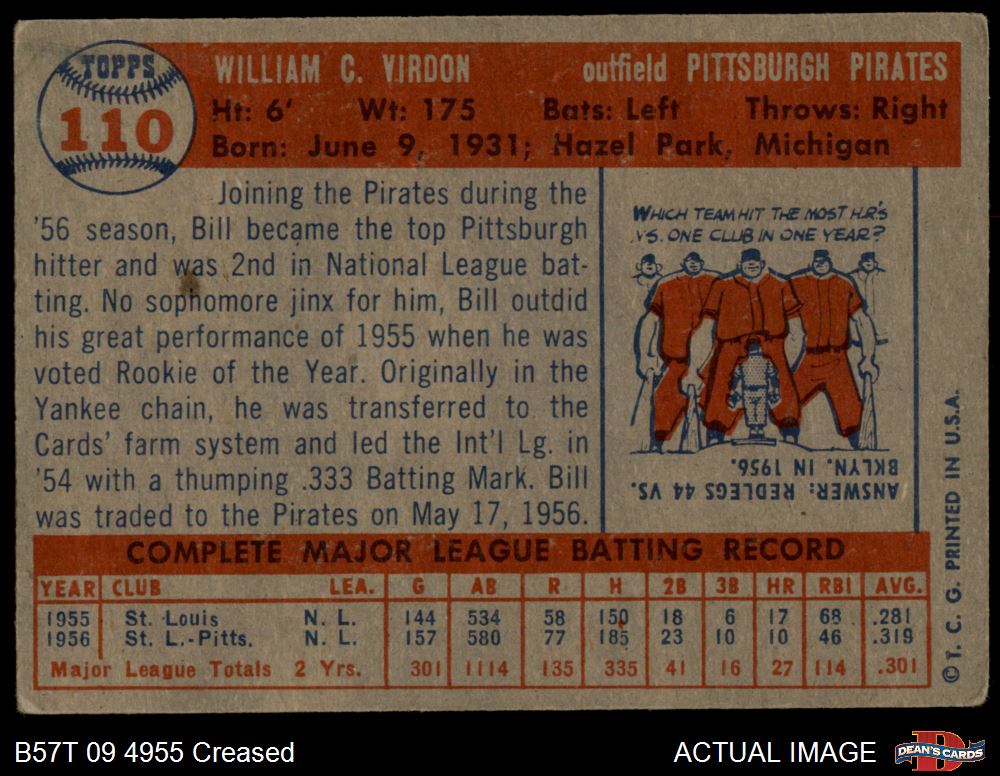 TOPPS
110
WILLIAM C. VIRDON outfield PITTSBURGH PIRATES
Ht: 6' Wt: 175 Bats: Left Throws: Right
Born: June 9, 1931; Hazel Park, Michigan
Joining the Pirates during the
'56 season, Bill became the top Pittsburgh
hitter and was 2nd in National League bat-
ting. No sophomore jinx for him, Bill outdid
his great performance of 1955 when he was
voted Rookie of the Year. Originally in the
Yankee chain, he was transferred to the
Cards' farm system and led the Int'l Lg. in
'54 with a thumping .333 Batting Mark. Bill
was traded to the Pirates on May 17, 1956.
WHICH TEAM HIT THE MOST H.R'S
VS. ONE CLUB IN ONE YEAR?
ANSWER: REDLEGS 44 VS.
BKLYN. IN 1956.
COMPLETE MAJOR LEAGUE BATTING RECORD
YEAR CLUB LEA. G AB R H 2B 3B HR RBI AVG.
1955 St. Louis N. L. 144 534 58 150 18 6 17 68 .281
1956 St. L.-Pitts. N. L. 157 580 77 185 23 10 10 46 .319
Major League Totals 2 Yrs. 301 1114 135 335 41 16 27 114 .301
©T. C. G. PRINTED IN U.S.A.
B57T 09 4955 Creased ACTUAL IMAGE
D
DEAN'S CARDS